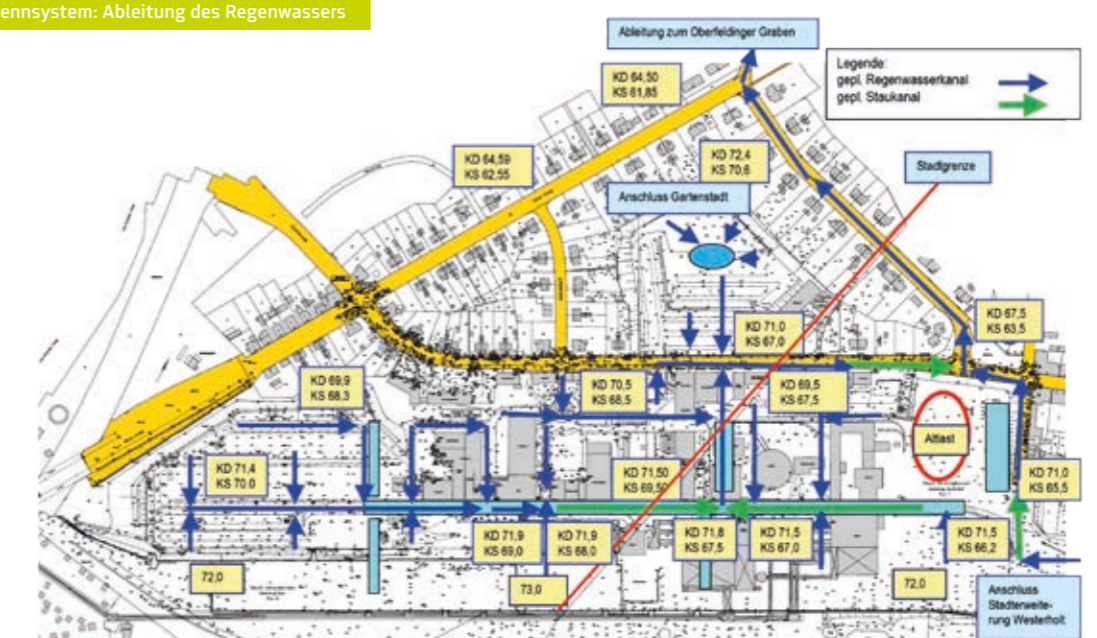 ennsystem: Ableitung des Regenwassers
Ableitung zum Oberfeldinger Graben
Legende:
gepl. Regenwasserkanal
gepl. Staukanal
KD 64,50
KS 61,85
KD 64,59
KS 62,55
KD 72,4
KS 70,6
Stadtgrenze
Anschluss Gartenstadt
KD 67,5
KS 63,5
KD 71,0
KS 67,0
KD 69,9
KS 68,3
KD 70,5
KS 68,5
KD 69,5
KS 67,5
Altlast
KD 71,4
KS 70,0
KD 71,50
KS 69,50
KD 71,0
KS 65,5
KD 71,9
KS 69,0
KD 71,9
KS 68,0
KD 71,8
KS 67,5
KD 71,5
KS 67,0
KD 71,5
KS 66,2
72,0
73,0
72,0
Anschluss
Stadterweite-
rung Westerholt